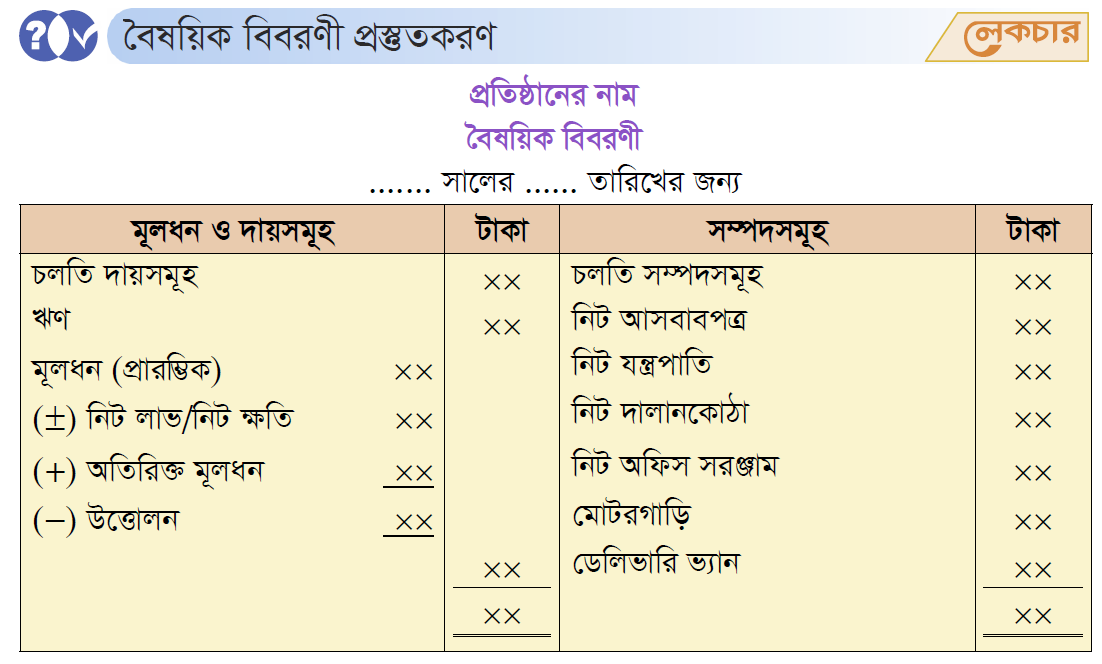 ? বৈষয়িক বিবরণী প্রস্তুতকরণ লেকচার
প্রতিষ্ঠানের নাম
বৈষয়িক বিবরণী
....... সালের ...... তারিখের জন্য
মূলধন ও দায়সমূহ টাকা সম্পদসমূহ টাকা
চলতি দায়সমূহ ×× চলতি সম্পদসমূহ ××
ঋণ ×× নিট আসবাবপত্র ××
মূলধন (প্রারম্ভিক) ×× নিট যন্ত্রপাতি ××
(±) নিট লাভ/নিট ক্ষতি ×× নিট দালানকোঠা ××
(+) অতিরিক্ত মূলধন ×× নিট অফিস সরঞ্জাম ××
(−) উত্তোলন ×× মোটরগাড়ি ××
×× ডেলিভারি ভ্যান ××
×× ××